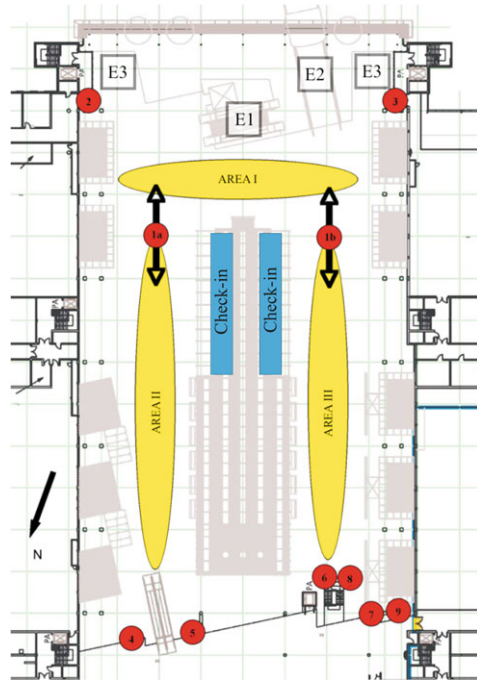 E3
E2
E3
2
3
E1
AREA I
1a
1b
Check-in
Check-in
AREA II
AREA III
N
6
8
7
9
5
4